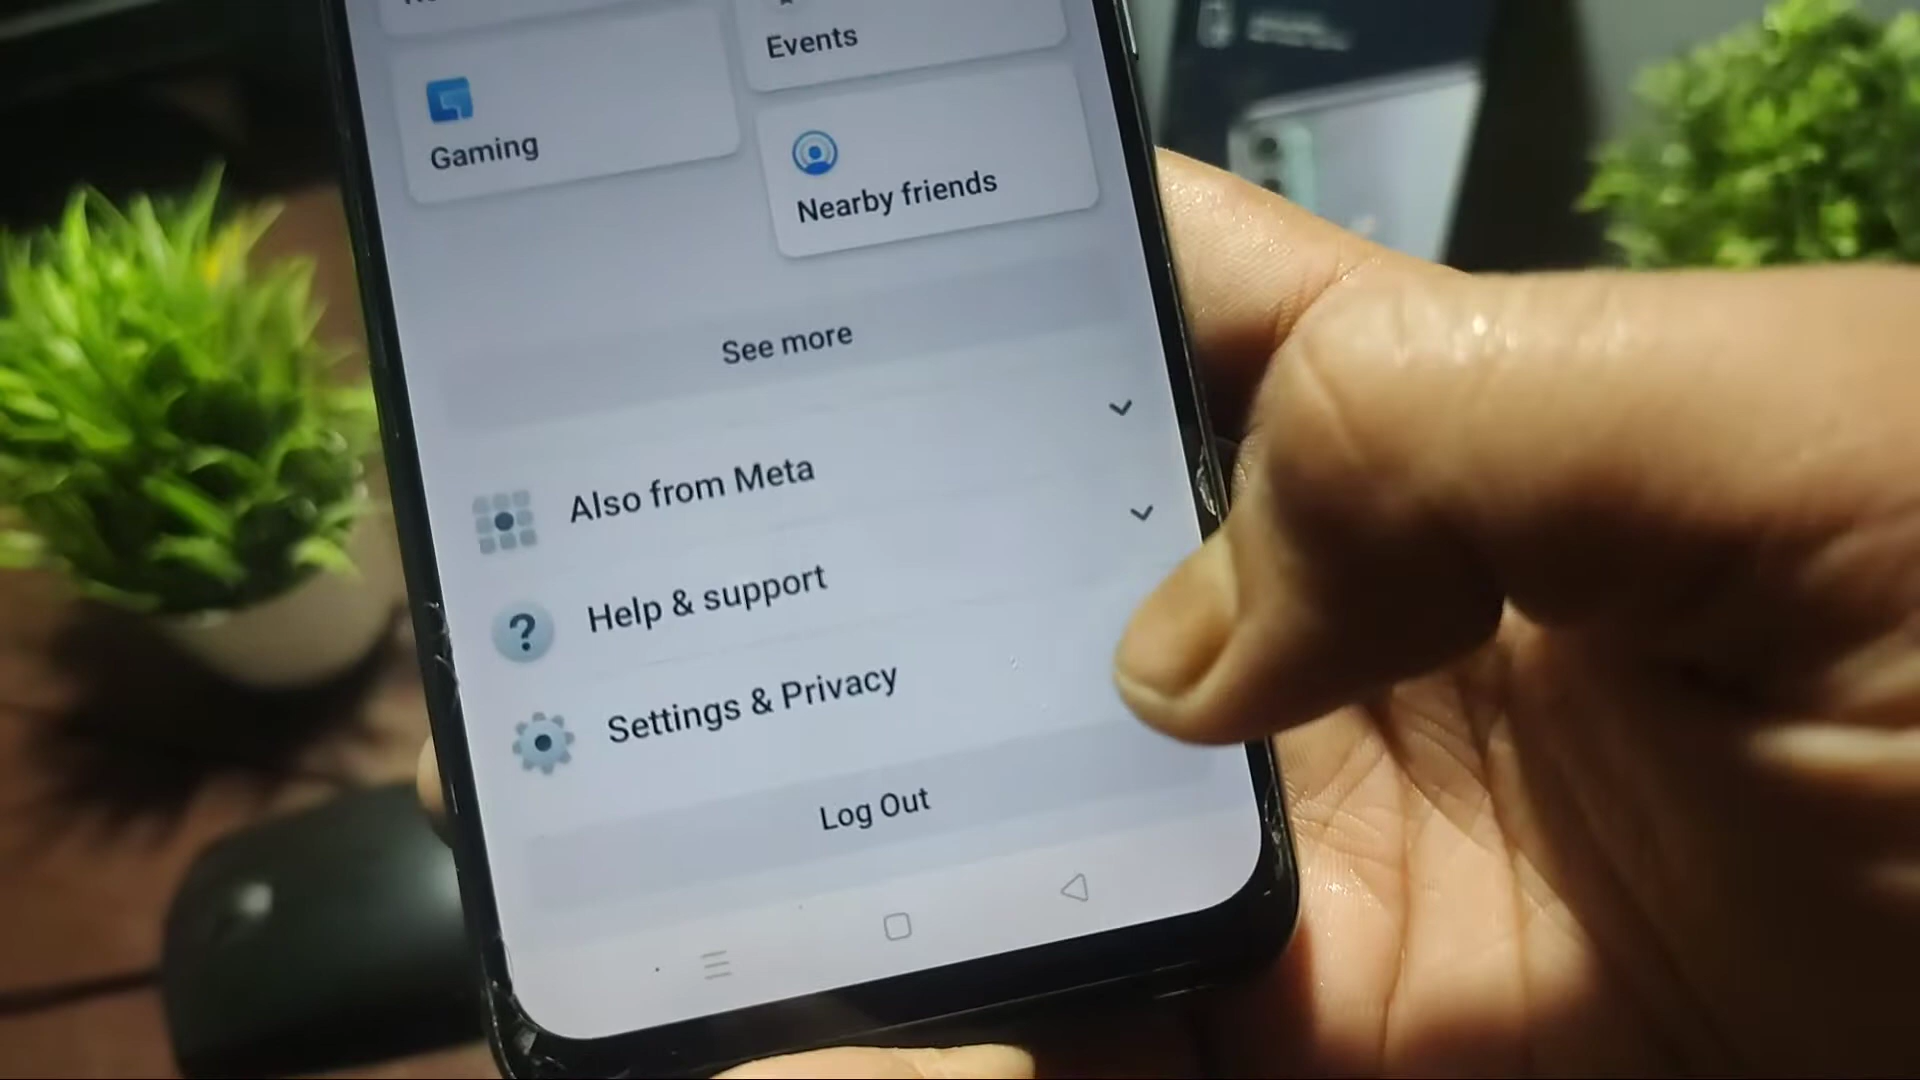 Events
Gaming
Nearby friends
See more
Also from Meta
Help & support
Settings & Privacy
Log Out